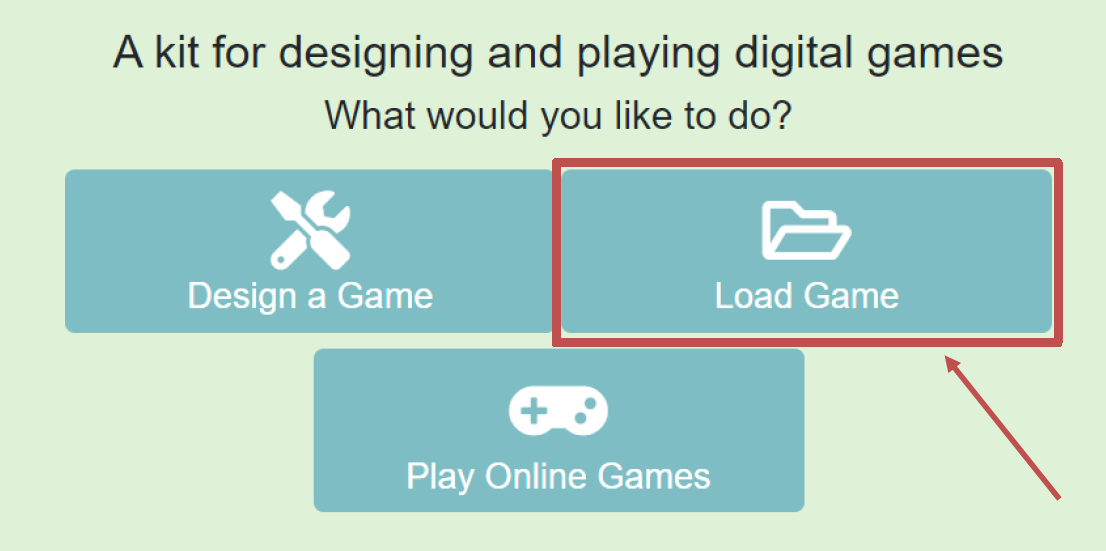 A kit for designing and playing digital games
What would you like to do?
Design a Game
Load Game
Play Online Games